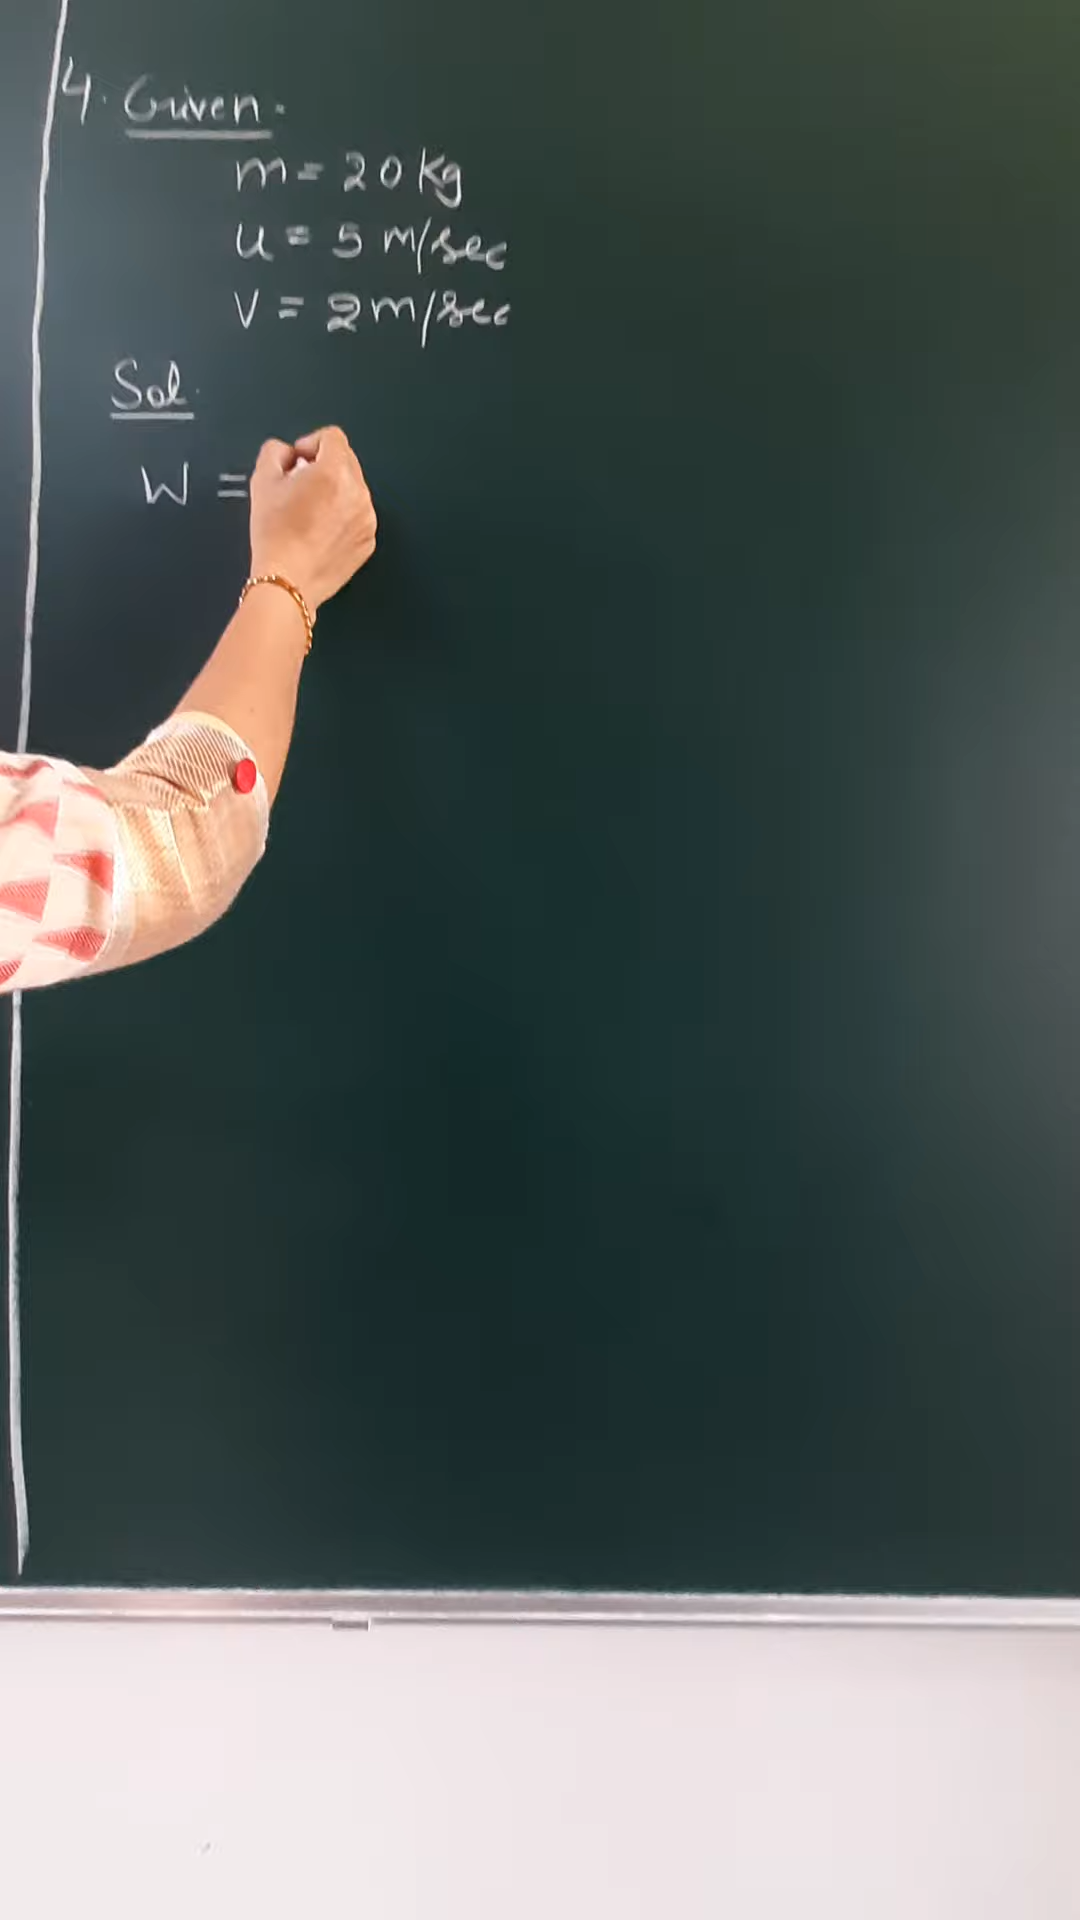 4. Given.
m = 20 Kg
u = 5 m/sec
v = 2 m/sec
Sol.
W =